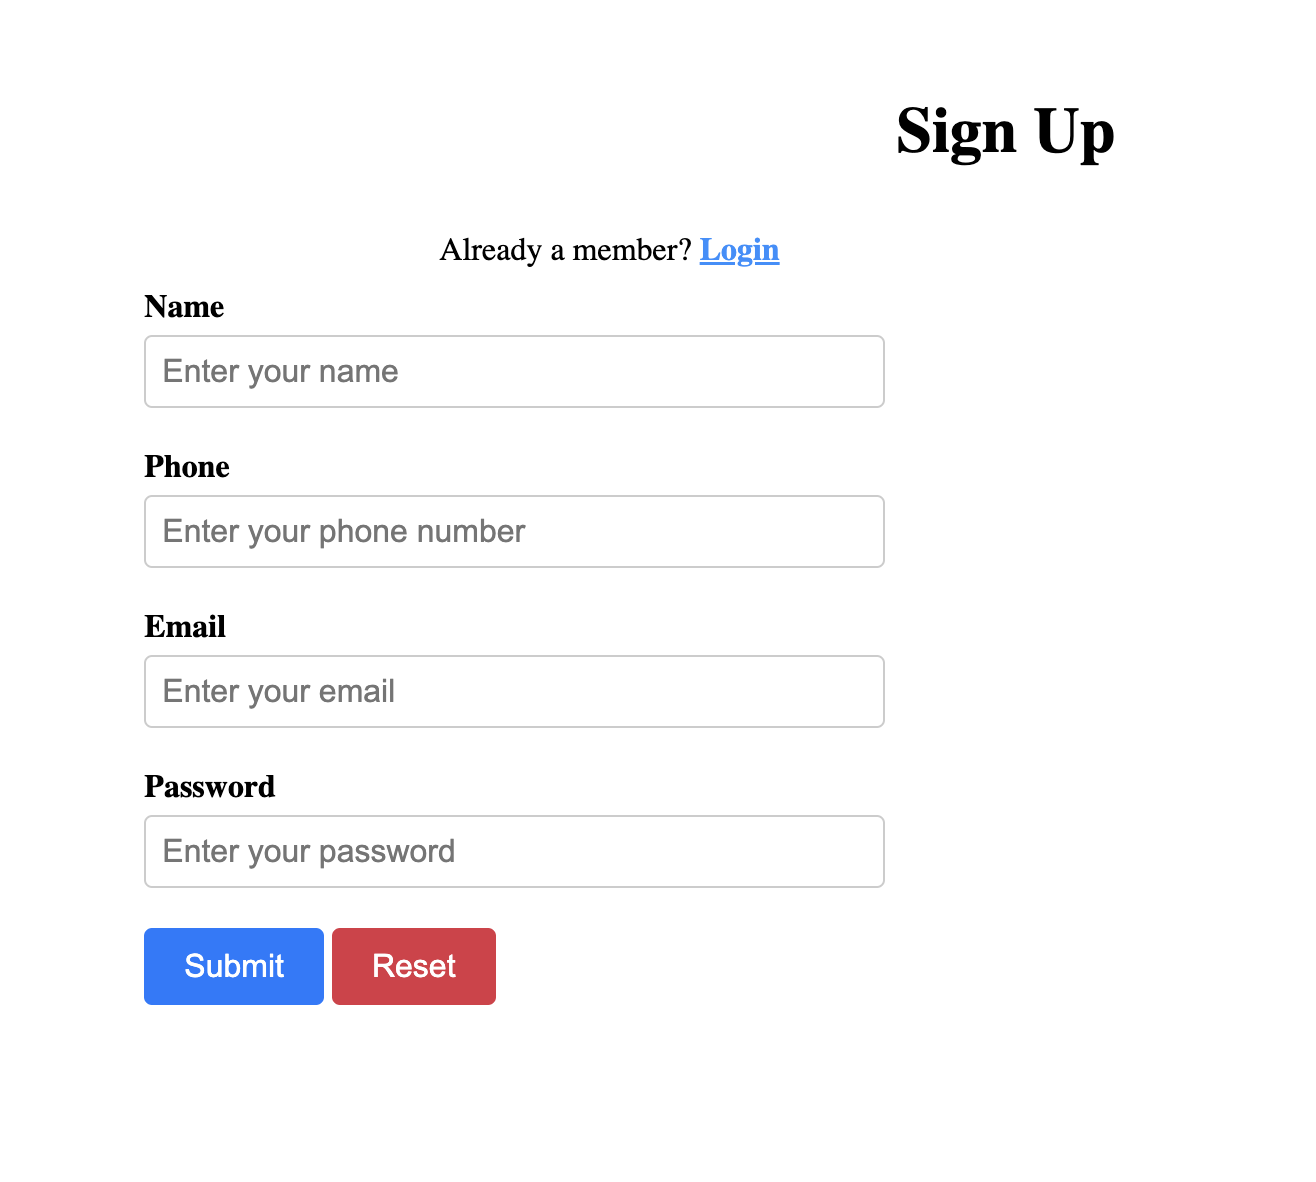 Sign Up
Already a member? Login
Name
Enter your name
Phone
Enter your phone number
Email
Enter your email
Password
Enter your password
Submit Reset